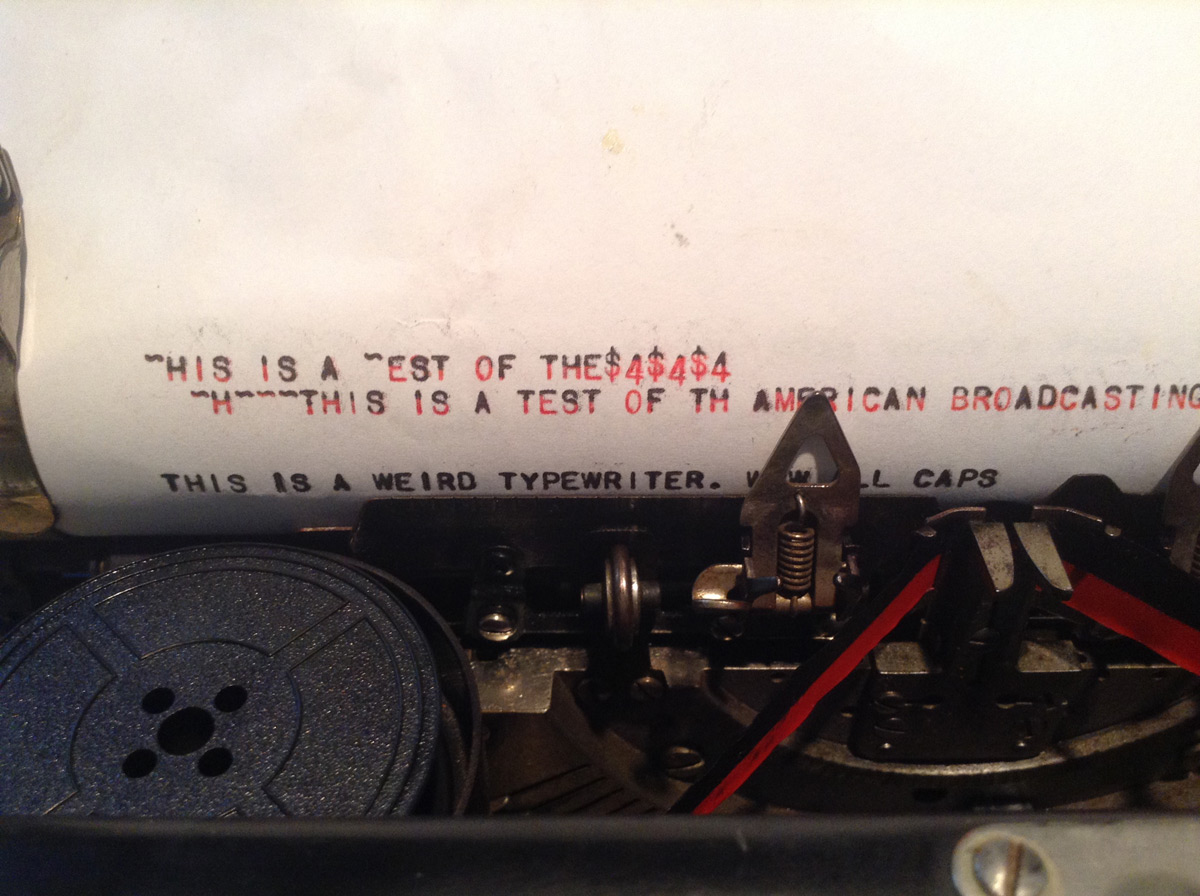 ~HIS IS A ~EST OF THE$4$4$4
~H~~~THIS IS A TEST OF TH AMERICAN BROADCASTING
THIS IS A WEIRD TYPEWRITER. CAPS